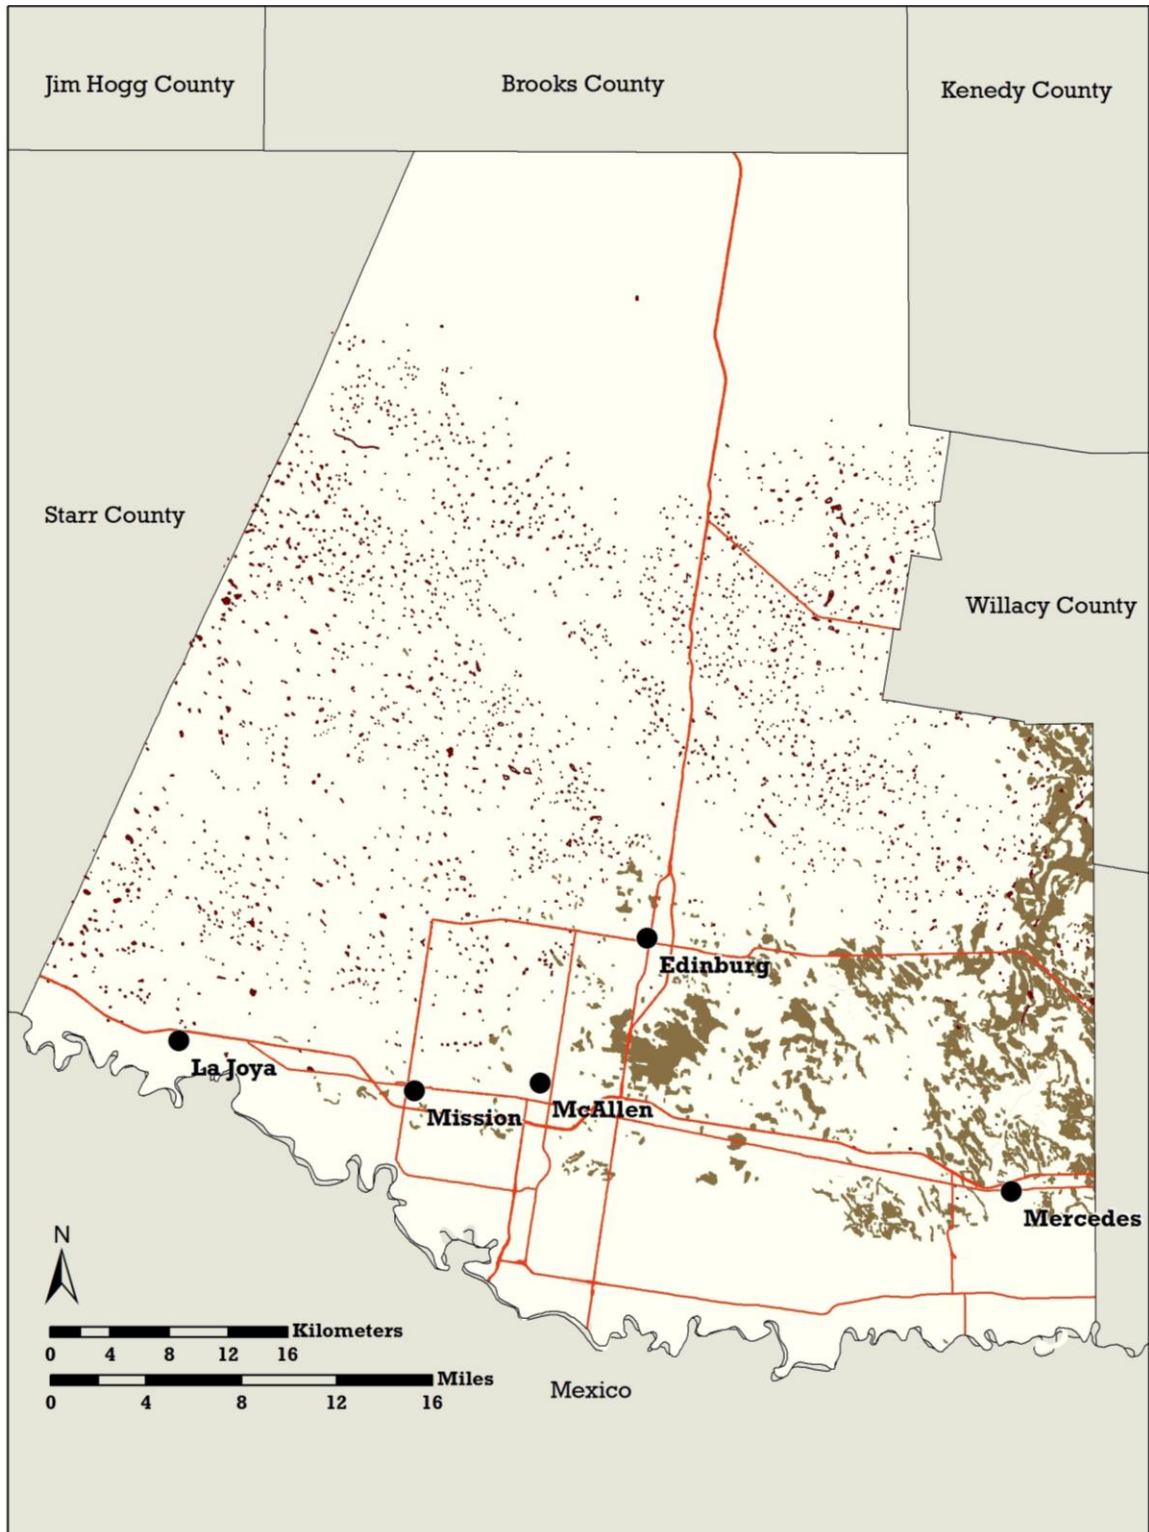 Jim Hogg County
Brooks County
Kenedy County
Starr County
Willacy County
Edinburg
La Joya
McAllen
Mission
Mercedes
N
Kilometers
0 4 8 12 16
Miles
0 4 8 12 16
Mexico